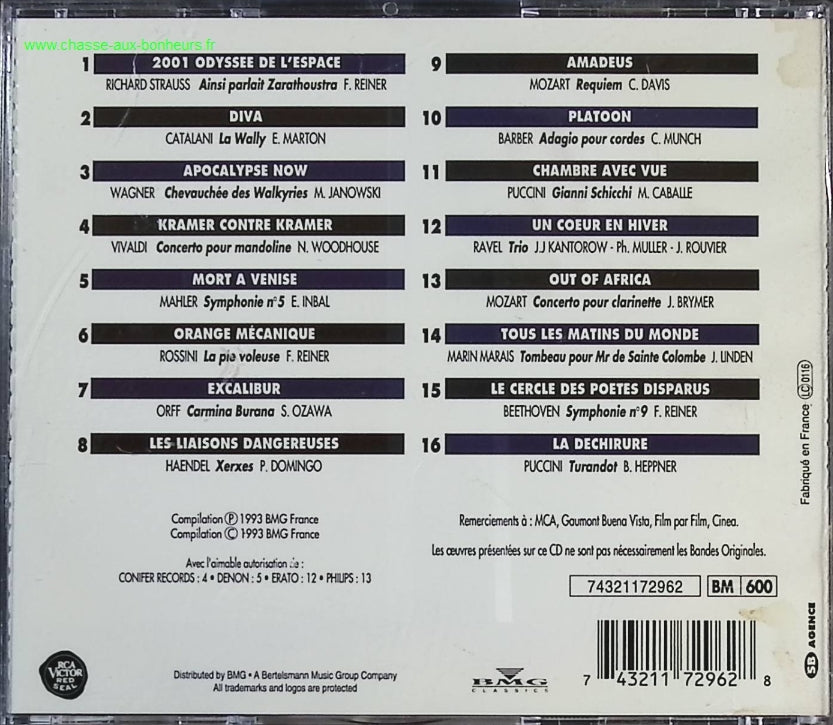 www.chasse-aux-bonheurs.fr
1 2001 ODYSSEE DE L'ESPACE
RICHARD STRAUSS Ainsi parlait Zarathoustra F. REINER
2 DIVA
CATALANI La Wally E. MARTON
3 APOCALYPSE NOW
WAGNER Chevauchée des Walkyries M. JANOWSKI
4 KRAMER CONTRE KRAMER
VIVALDI Concerto pour mandoline N. WOODHOUSE
5 MORT A VENISE
MAHLER Symphonie n°5 E. INBAL
6 ORANGE MÉCANIQUE
ROSSINI La pie voleuse F. REINER
7 EXCALIBUR
ORFF Carmina Burana S. OZAWA
8 LES LIAISONS DANGEREUSES
HAENDEL Xerxes P. DOMINGO
9 AMADEUS
MOZART Requiem C. DAVIS
10 PLATOON
BARBER Adagio pour cordes C. MUNCH
11 CHAMBRE AVEC VUE
PUCCINI Gianni Schicchi M. CABALLE
12 UN COEUR EN HIVER
RAVEL Trio J.J KANTOROW - Ph. MULLER - J. ROUVIER
13 OUT OF AFRICA
MOZART Concerto pour clarinette J. BRYMER
14 TOUS LES MATINS DU MONDE
MARIN MARAIS Tombeau pour Mr de Sainte Colombe J. LINDEN
15 LE CERCLE DES POETES DISPARUS
BEETHOVEN Symphonie n°9 F. REINER
16 LA DECHIRURE
PUCCINI Turandot B. HEPPNER
Compilation Ⓟ 1993 BMG France
Compilation © 1993 BMG France
Avec l'aimable autorisation de :
CONIFER RECORDS : 4 • DENON : 5 • ERATO : 12 • PHILIPS : 13
Remerciements à : MCA, Gaumont Buena Vista, Film par Film, Cinea.
Les œuvres présentées sur ce CD ne sont pas nécessairement les Bandes Originales.
74321172962 BM 600
Fabriqué en France LC 0116
SB AGENCE
RCA
VICTOR
RED
SEAL
Distributed by BMG • A Bertelsmann Music Group Company
All trademarks and logos are protected
BMG
CLASSICS
7 43211 72962 8